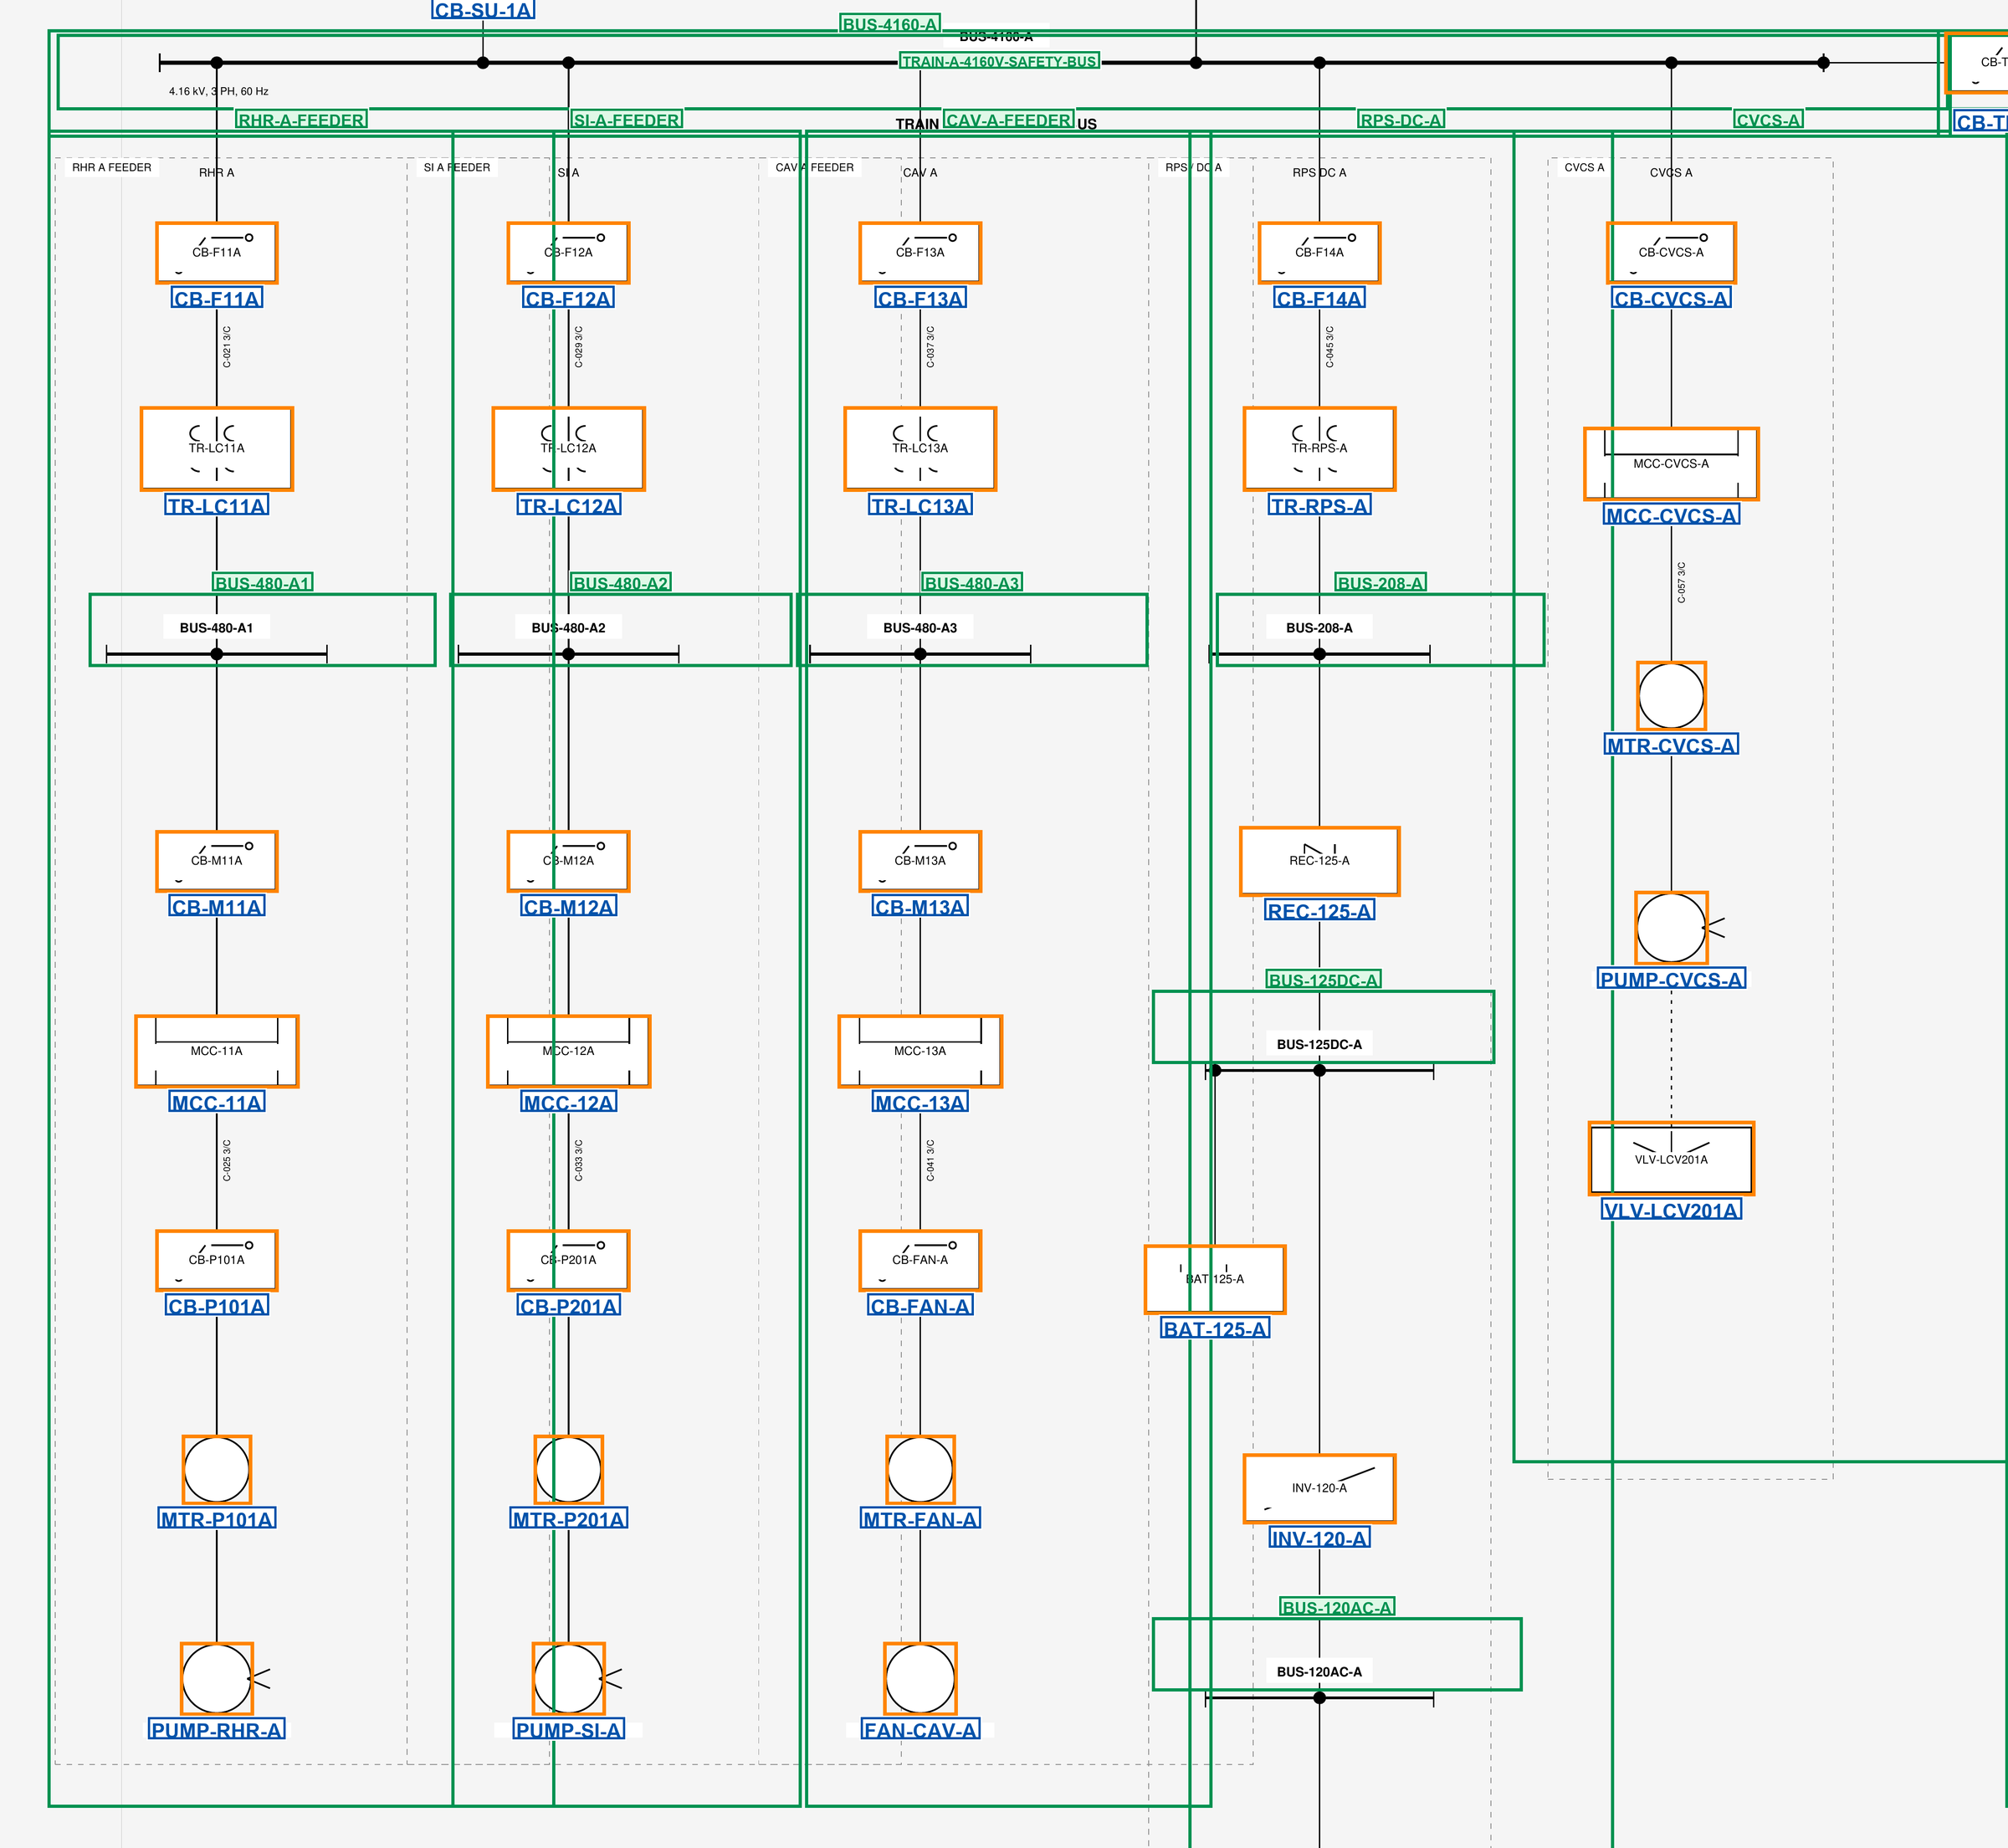 CB-SU-1A
BUS-4160-A
BUS-4160-A
TRAIN-A-4160V-SAFETY-BUS
CB-T
4.16 kV, 3 PH, 60 Hz
RHR-A-FEEDER
SI-A-FEEDER
TRAIN
CAV-A-FEEDER
US
RPS-DC-A
CVCS-A
CB-T
RHR A FEEDER
RHR A
SI A FEEDER
SI A
CAV A FEEDER
CAV A
RPS / DC A
RPS DC A
CVCS A
CVCS A
CB-F11A
CB-F12A
CB-F13A
CB-F14A
CB-CVCS-A
CB-F11A
CB-F12A
CB-F13A
CB-F14A
CB-CVCS-A
C-021 3/C
C-029 3/C
C-037 3/C
C-045 3/C
TR-LC11A
TR-LC12A
TR-LC13A
TR-RPS-A
MCC-CVCS-A
TR-LC11A
TR-LC12A
TR-LC13A
TR-RPS-A
MCC-CVCS-A
BUS-480-A1
BUS-480-A2
BUS-480-A3
BUS-208-A
C-057 3/C
BUS-480-A1
BUS-480-A2
BUS-480-A3
BUS-208-A
MTR-CVCS-A
CB-M11A
CB-M12A
CB-M13A
REC-125-A
CB-M11A
CB-M12A
CB-M13A
REC-125-A
PUMP-CVCS-A
BUS-125DC-A
BUS-125DC-A
MCC-11A
MCC-12A
MCC-13A
MCC-11A
MCC-12A
MCC-13A
C-025 3/C
C-033 3/C
C-041 3/C
VLV-LCV201A
VLV-LCV201A
CB-P101A
CB-P201A
CB-FAN-A
BAT-125-A
CB-P101A
CB-P201A
CB-FAN-A
BAT-125-A
INV-120-A
MTR-P101A
MTR-P201A
MTR-FAN-A
INV-120-A
BUS-120AC-A
BUS-120AC-A
PUMP-RHR-A
PUMP-SI-A
FAN-CAV-A